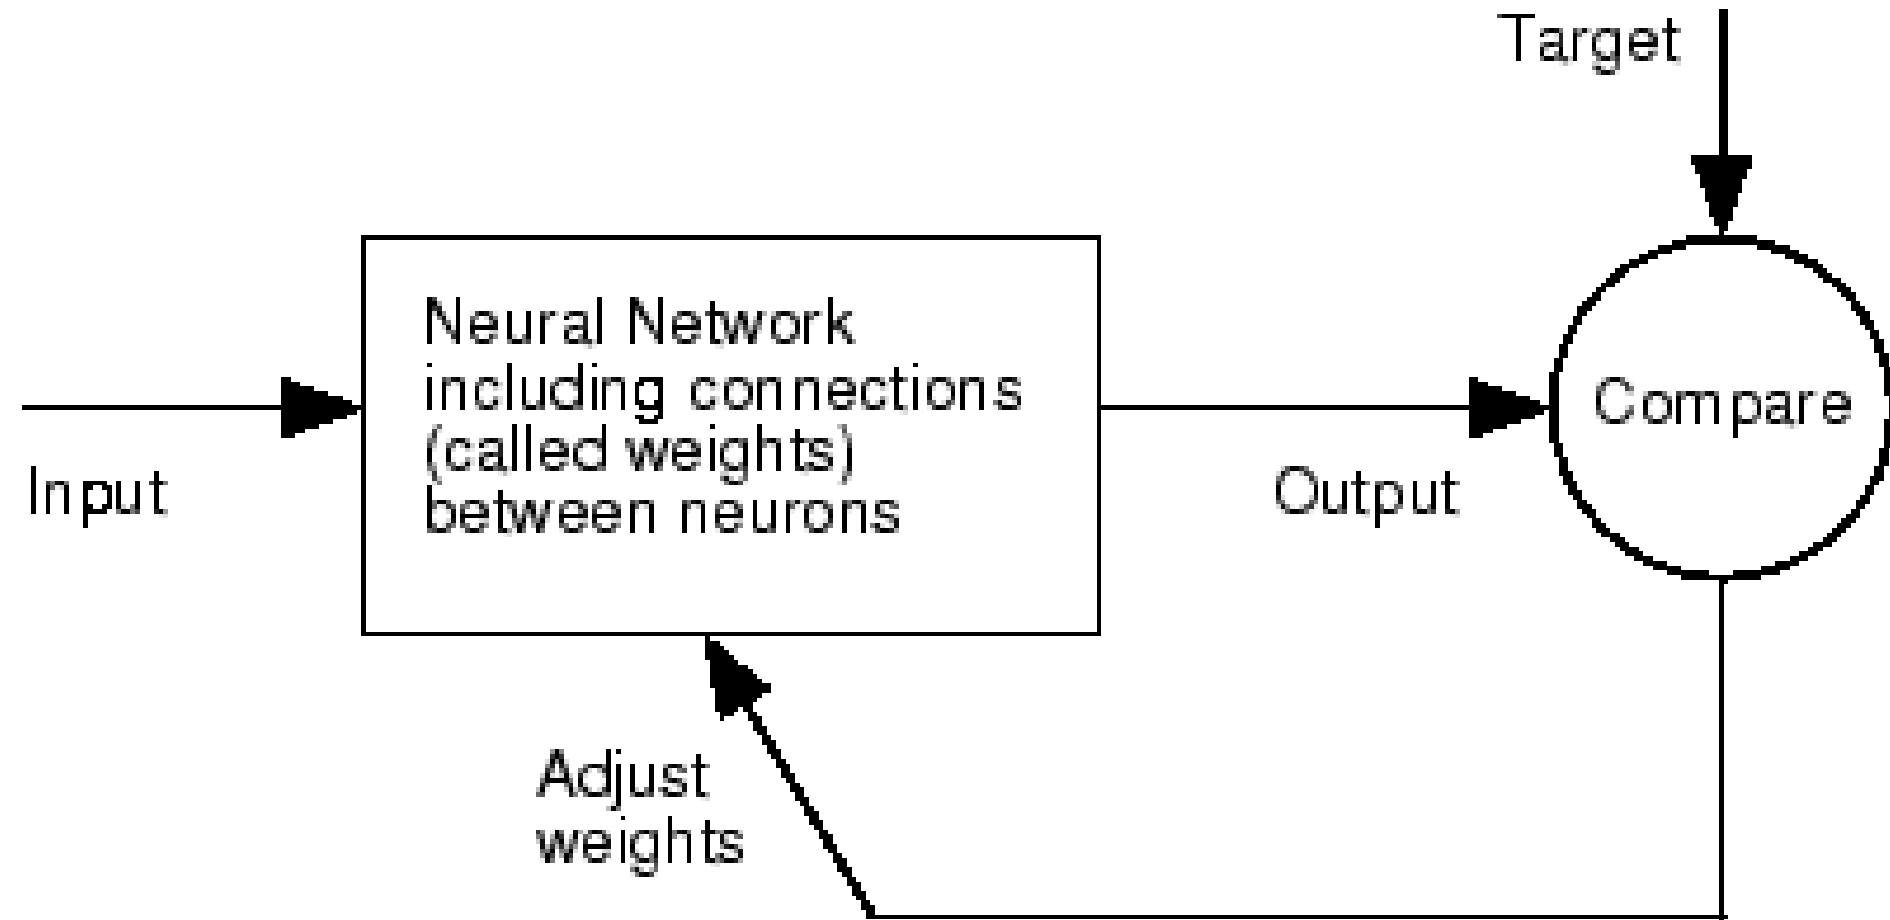 Target
Neural Network
including connections
(called weights)
between neurons
Compare
Input
Output
Adjust
weights